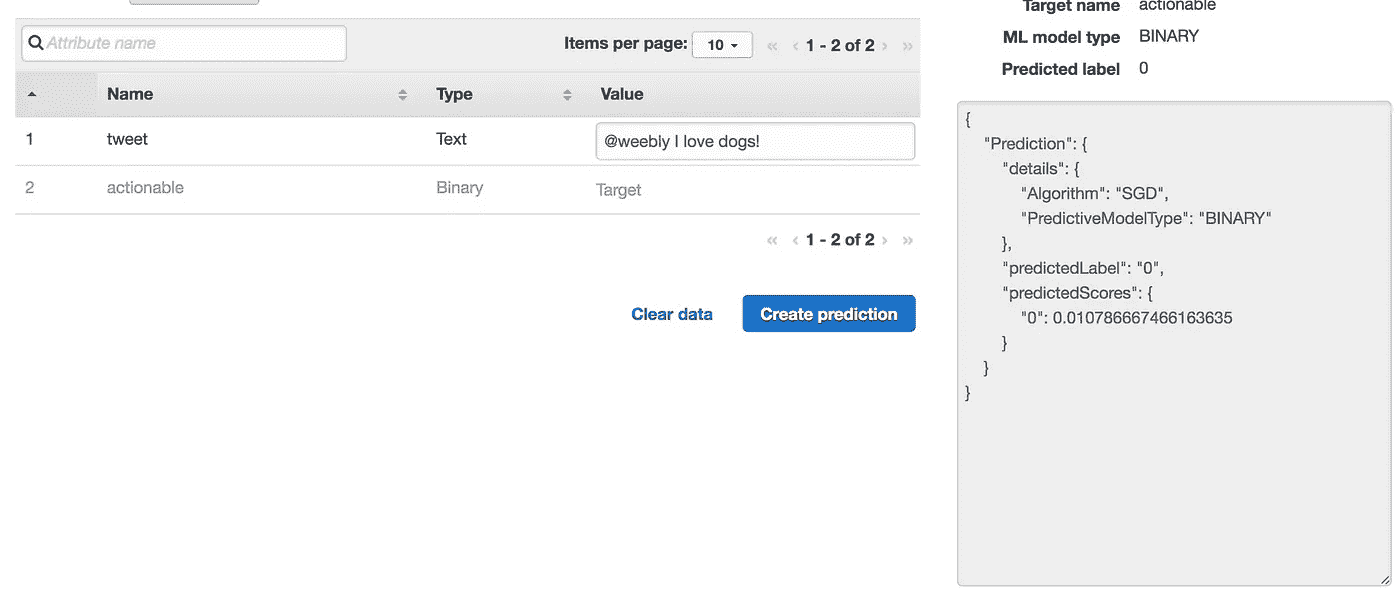 Attribute name
Items per page: 10 « ‹ 1 - 2 of 2 › »
Name Type Value
1 tweet Text @weebly I love dogs!
2 actionable Binary Target
« ‹ 1 - 2 of 2 › »
Clear data Create prediction
Target name actionable
ML model type BINARY
Predicted label 0
{
"Prediction": {
"details": {
"Algorithm": "SGD",
"PredictiveModelType": "BINARY"
},
"predictedLabel": "0",
"predictedScores": {
"0": 0.010786667466163635
}
}
}